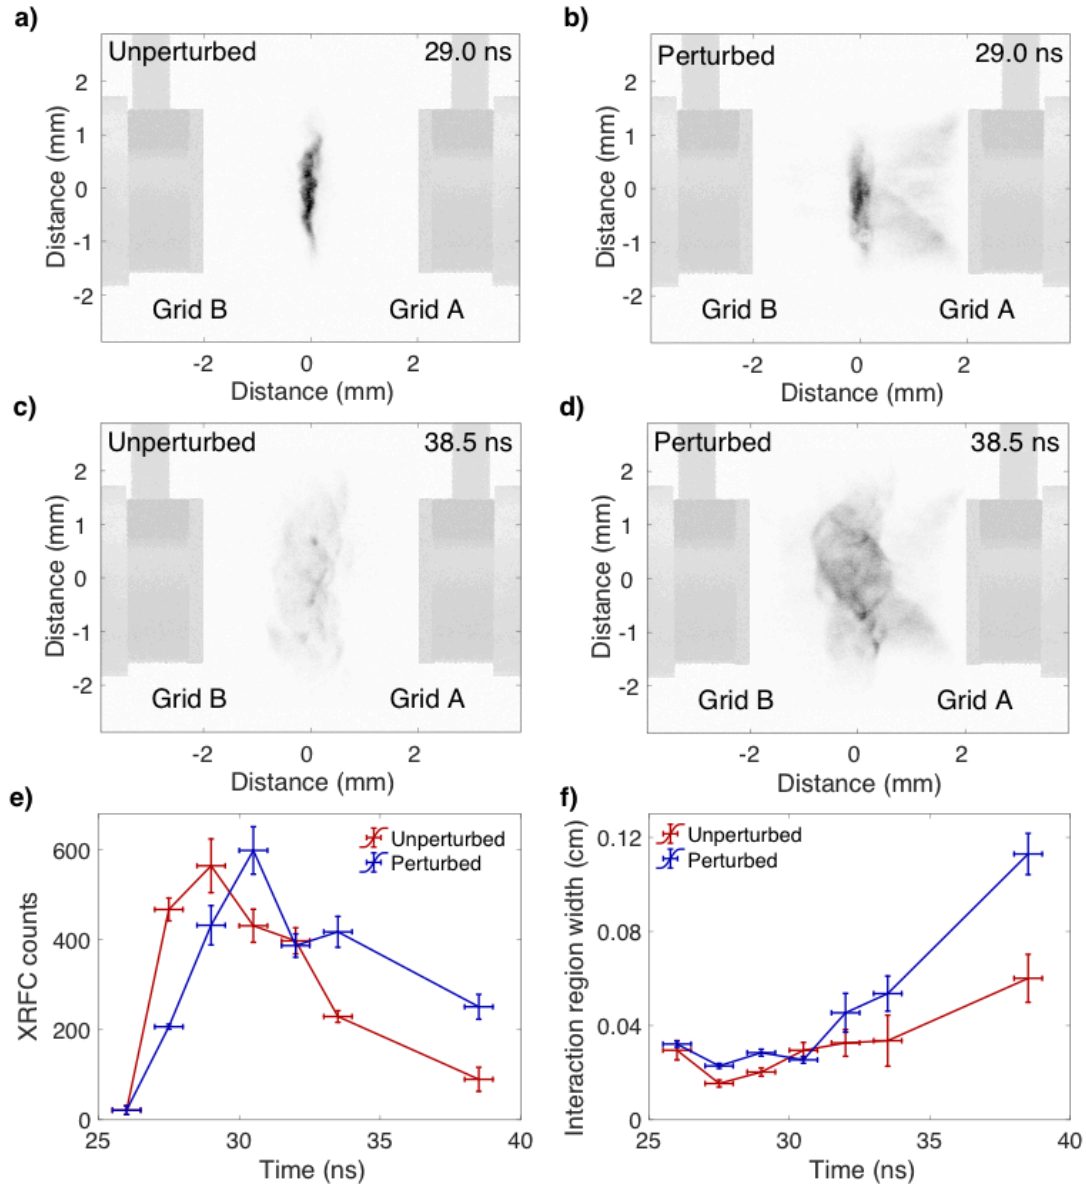 a)
Unperturbed 29.0 ns
2
1
0
-1
-2
Distance (mm)
Grid B Grid A
-2 0 2
Distance (mm)
b)
Perturbed 29.0 ns
2
1
0
-1
-2
Distance (mm)
Grid B Grid A
-2 0 2
Distance (mm)
c)
Unperturbed 38.5 ns
2
1
0
-1
-2
Distance (mm)
Grid B Grid A
-2 0 2
Distance (mm)
d)
Perturbed 38.5 ns
2
1
0
-1
-2
Distance (mm)
Grid B Grid A
-2 0 2
Distance (mm)
e)
Unperturbed
Perturbed
600
400
200
0
XRFC counts
25 30 35 40
Time (ns)
f)
Unperturbed
Perturbed
0.12
0.08
0.04
0
Interaction region width (cm)
25 30 35 40
Time (ns)